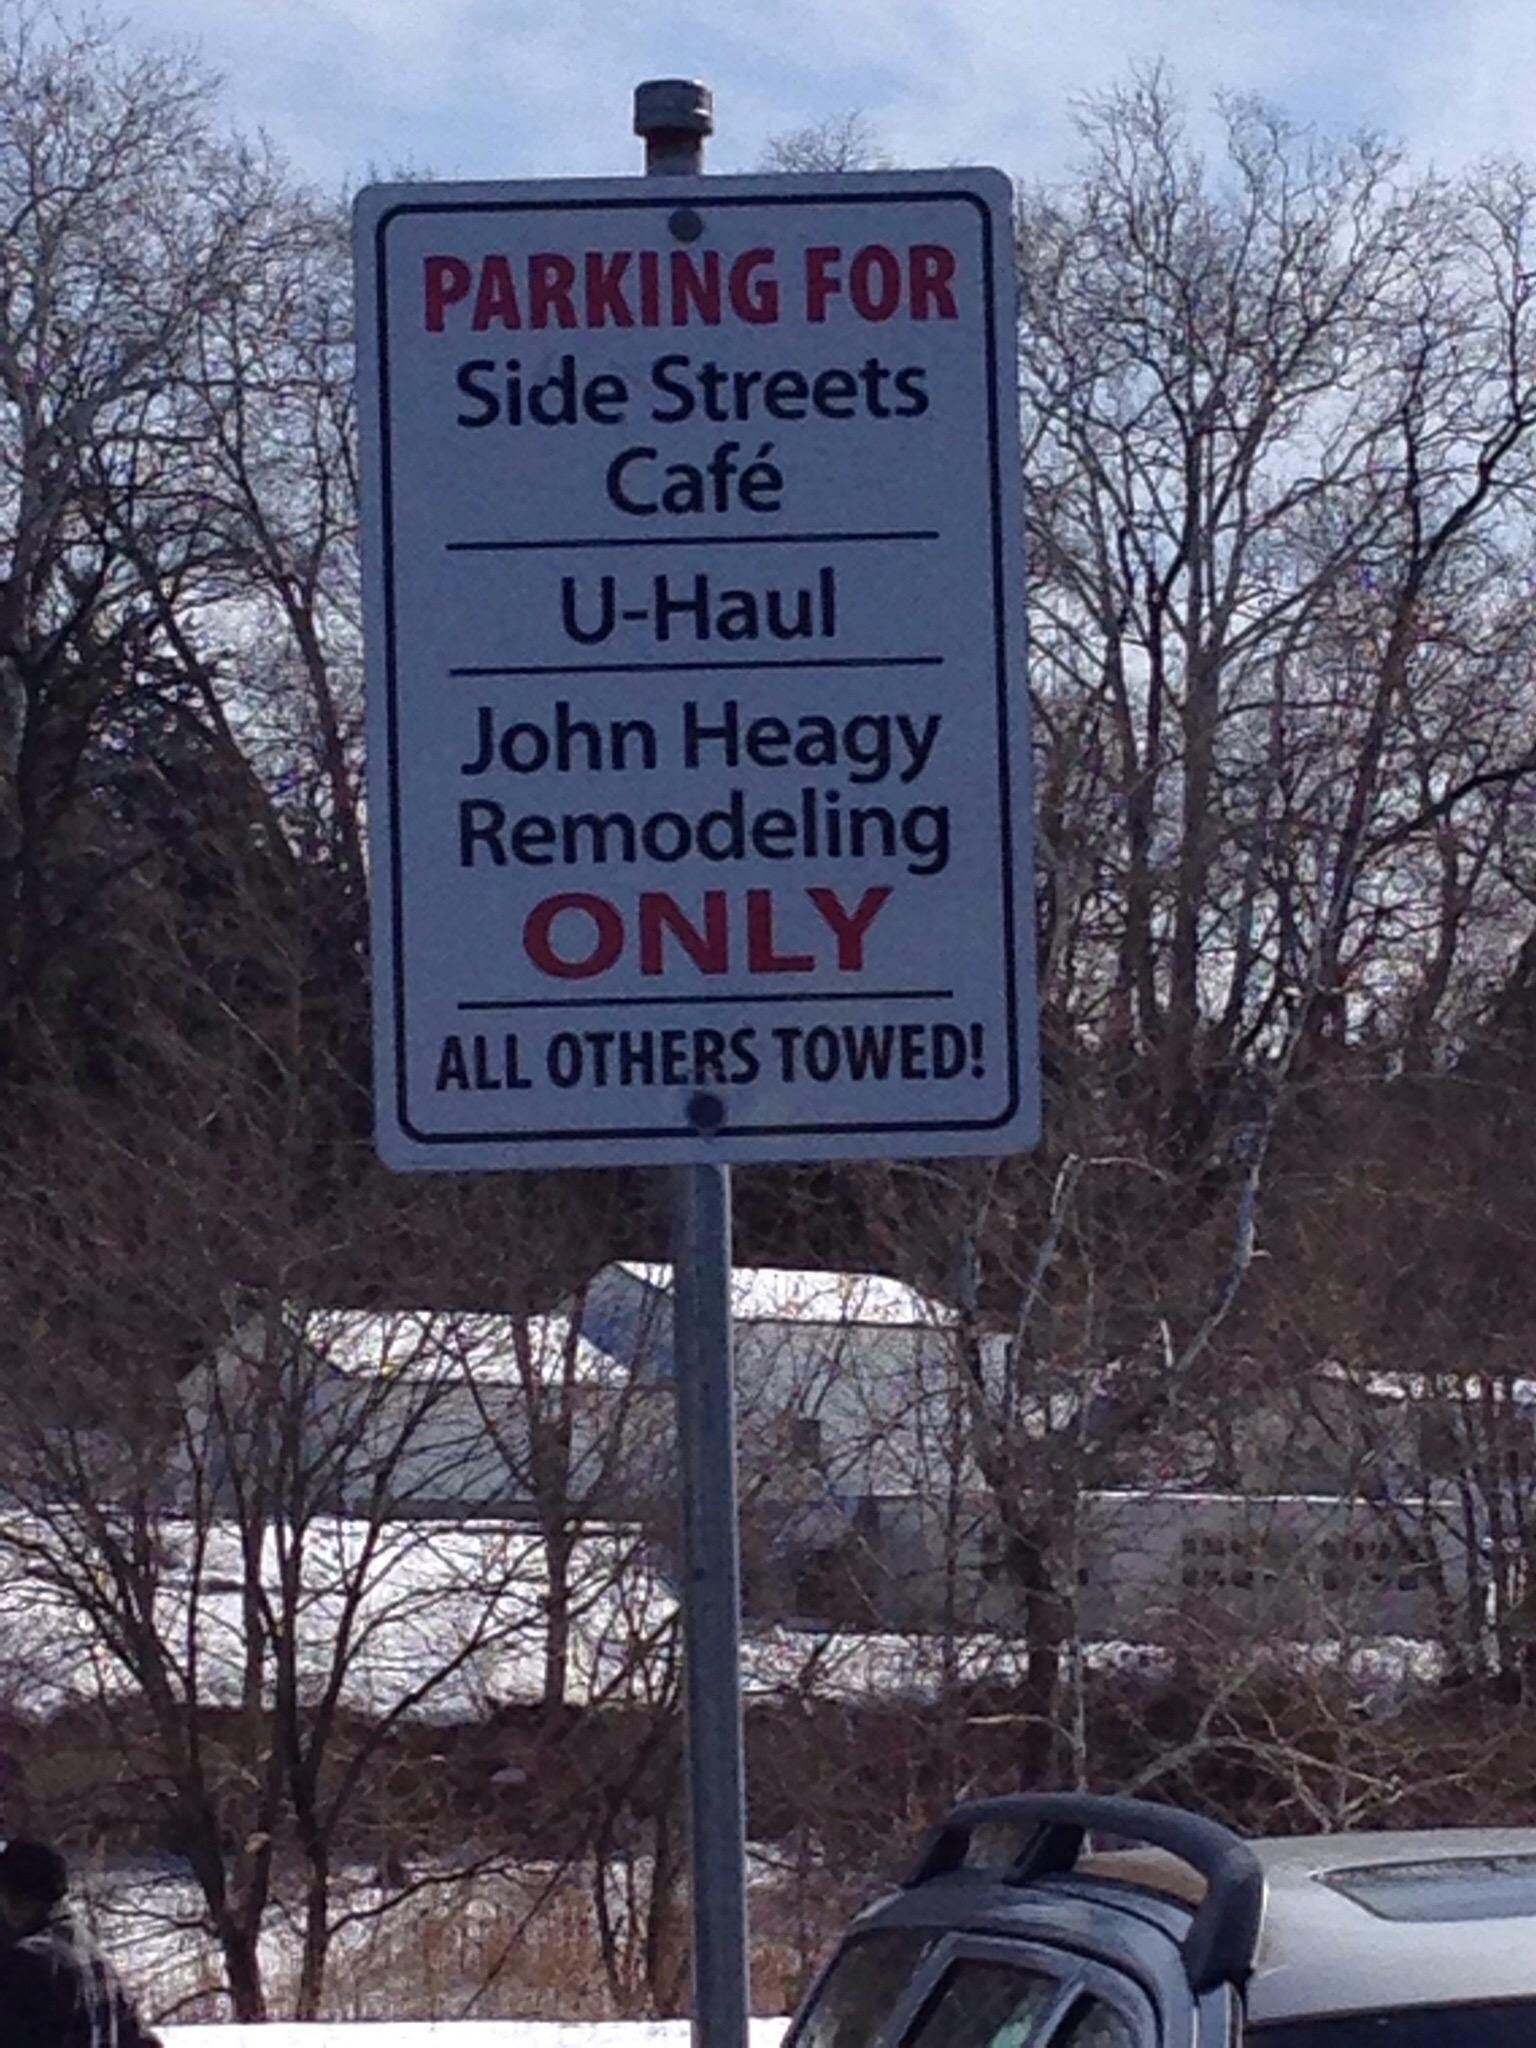 PARKING FOR
Side Streets
Café
U-Haul
John Heagy
Remodeling
ONLY
ALL OTHERS TOWED!